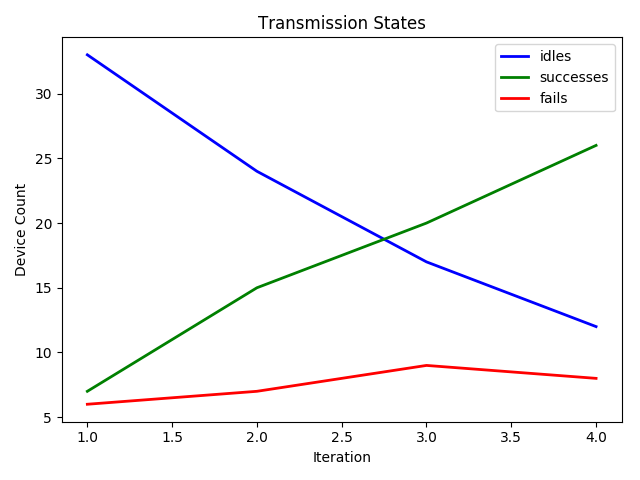 Transmission States
idles
successes
fails
Device Count
30
25
20
15
10
5
1.0 1.5 2.0 2.5 3.0 3.5 4.0
Iteration